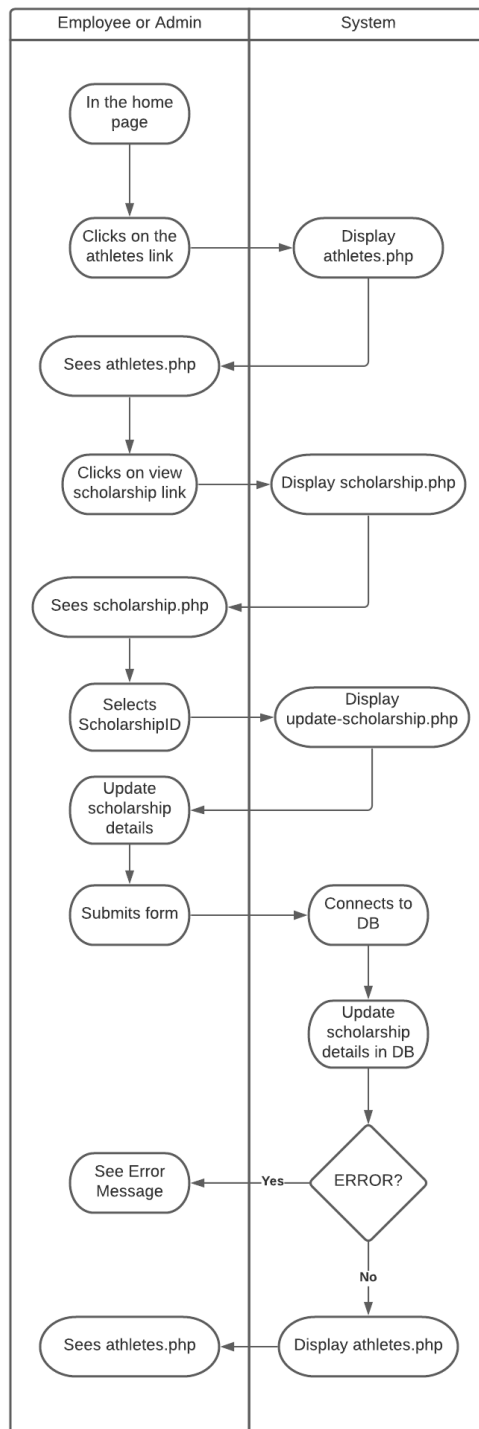 Employee or Admin
System
In the home
page
Clicks on the
athletes link
Display
athletes.php
Sees athletes.php
Clicks on view
scholarship link
Display scholarship.php
Sees scholarship.php
Selects
ScholarshipID
Display
update-scholarship.php
Update
scholarship
details
Submits form
Connects to
DB
Update
scholarship
details in DB
ERROR?
Yes
See Error
Message
No
Display athletes.php
Sees athletes.php